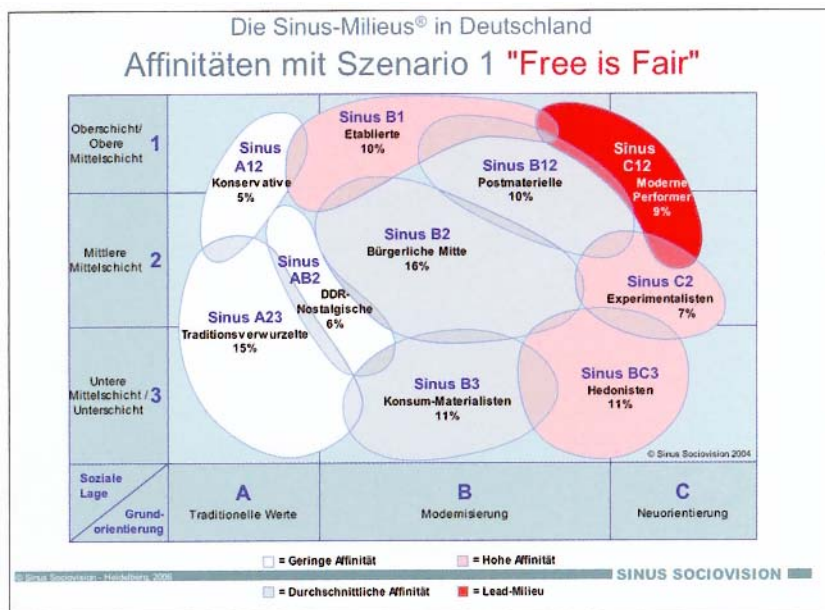 Die Sinus-Milieus® in Deutschland
Affinitäten mit Szenario 1 "Free is Fair"
Oberschicht/
Obere
Mittelschicht
1
Mittlere
Mittelschicht
2
Untere
Mittelschicht /
Unterschicht
3
Sinus
A12
Konservative
5%
Sinus B1
Etablierte
10%
Sinus B12
Postmaterielle
10%
Sinus
C12
Moderne
Performer
9%
Sinus
AB2
DDR-
Nostalgische
6%
Sinus B2
Bürgerliche Mitte
16%
Sinus C2
Experimentalisten
7%
Sinus A23
Traditionsverwurzelte
15%
Sinus B3
Konsum-Materialisten
11%
Sinus BC3
Hedonisten
11%
© Sinus Sociovision 2004
Soziale
Lage
Grund-
orientierung
A
Traditionelle Werte
B
Modernisierung
C
Neuorientierung
= Geringe Affinität
= Hohe Affinität
© Sinus Sociovision - Heidelberg, 2006
SINUS SOCIOVISION
= Durchschnittliche Affinität
= Lead-Milieu